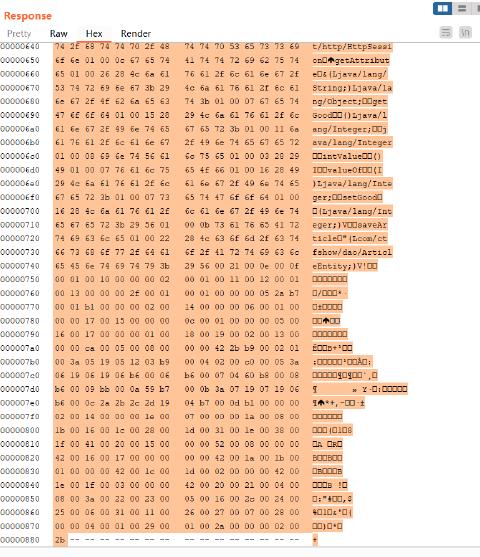 Response
Pretty Raw Hex Render
00000640 74 2f 68 74 74 70 2f 48 74 74 70 53 65 73 73 69 t/http/HttpSessi
00000650 6f 6e 01 00 0c 67 65 74 41 74 74 72 69 62 75 74 getAttribut
00000660 65 01 00 26 28 4c 6a 61 76 61 2f 6c 61 6e 67 2f (Ljava/lang/
00000670 53 74 72 69 6e 67 3b 29 4c 6a 61 76 61 2f 6c 61 String;)Ljava/la
00000680 6e 67 2f 4f 62 6a 65 63 74 3b 01 00 07 67 65 74 ng/Object; get
00000690 47 6f 6f 64 01 00 15 28 29 4c 6a 61 76 61 2f 6c Good ()Ljava/l
000006a0 61 6e 67 2f 49 6e 74 65 67 65 72 3b 01 00 11 6a ang/Integer; j
000006b0 61 76 61 2f 6c 61 6e 67 2f 49 6e 74 65 67 65 72 ava/lang/Integer
000006c0 01 00 08 69 6e 74 56 61 6c 75 65 01 00 03 28 29 intValue ()
000006d0 49 01 00 07 76 61 6c 75 65 4f 66 01 00 16 28 49 I valueOf (I
000006e0 29 4c 6a 61 76 61 2f 6c 61 6e 67 2f 49 6e 74 65 )Ljava/lang/Inte
000006f0 67 65 72 3b 01 00 07 73 65 74 47 6f 6f 64 01 00 ger; setGood
00000700 16 28 4c 6a 61 76 61 2f 6c 61 6e 67 2f 49 6e 74 (Ljava/lang/Int
00000710 65 67 65 72 3b 29 56 01 00 0b 73 61 76 65 41 72 eger;)V saveAr
00000720 74 69 63 6c 65 01 00 22 28 4c 63 6f 6d 2f 63 74 ticle "(Lcom/ct
00000730 66 73 68 6f 77 2f 64 61 6f 2f 41 72 74 69 63 6c fshow/dao/Articl
00000740 65 45 6e 74 69 74 79 3b 29 56 00 21 00 0e 00 0f eEntity;)V
00000750 00 01 00 10 00 00 00 02 00 01 00 11 00 12 00 01
00000760 00 13 00 00 00 2f 00 01 00 01 00 00 00 05 2a b7
00000770 00 01 b1 00 00 00 02 00 14 00 00 00 06 00 01 00
00000780 00 00 17 00 15 00 00 00 0c 00 01 00 00 00 05 00
00000790 16 00 17 00 00 00 01 00 18 00 19 00 02 00 13 00
000007a0 00 00 ca 00 05 00 08 00 00 00 42 2b b9 00 02 01
000007b0 00 3a 05 19 05 12 03 b9 00 04 02 00 c0 00 05 3a
000007c0 06 19 06 19 06 b6 00 06 b6 00 07 04 60 b8 00 08
000007d0 b6 00 09 bb 00 0a 59 b7 00 0b 3a 07 19 07 19 06
000007e0 b6 00 0c 2a 2b 2c 2d 19 04 b7 00 0d b1 00 00 00
000007f0 02 00 14 00 00 00 1e 00 07 00 00 00 1a 00 08 00
00000800 1b 00 16 00 1c 00 28 00 1d 00 31 00 1e 00 38 00
00000810 1f 00 41 00 20 00 15 00 00 00 52 00 08 00 00 00
00000820 42 00 16 00 17 00 00 00 00 00 42 00 1a 00 1b 00
00000830 01 00 00 00 42 00 1c 00 1d 00 02 00 00 00 42 00
00000840 1e 00 1f 00 03 00 00 00 42 00 20 00 21 00 04 00
00000850 08 00 3a 00 22 00 23 00 05 00 16 00 2c 00 24 00
00000860 25 00 06 00 31 00 11 00 26 00 27 00 07 00 28 00
00000870 00 00 04 00 01 00 29 00 01 00 2a 00 00 00 02 00
00000880 2b -- -- -- -- -- -- -- -- -- -- -- -- -- -- -- +